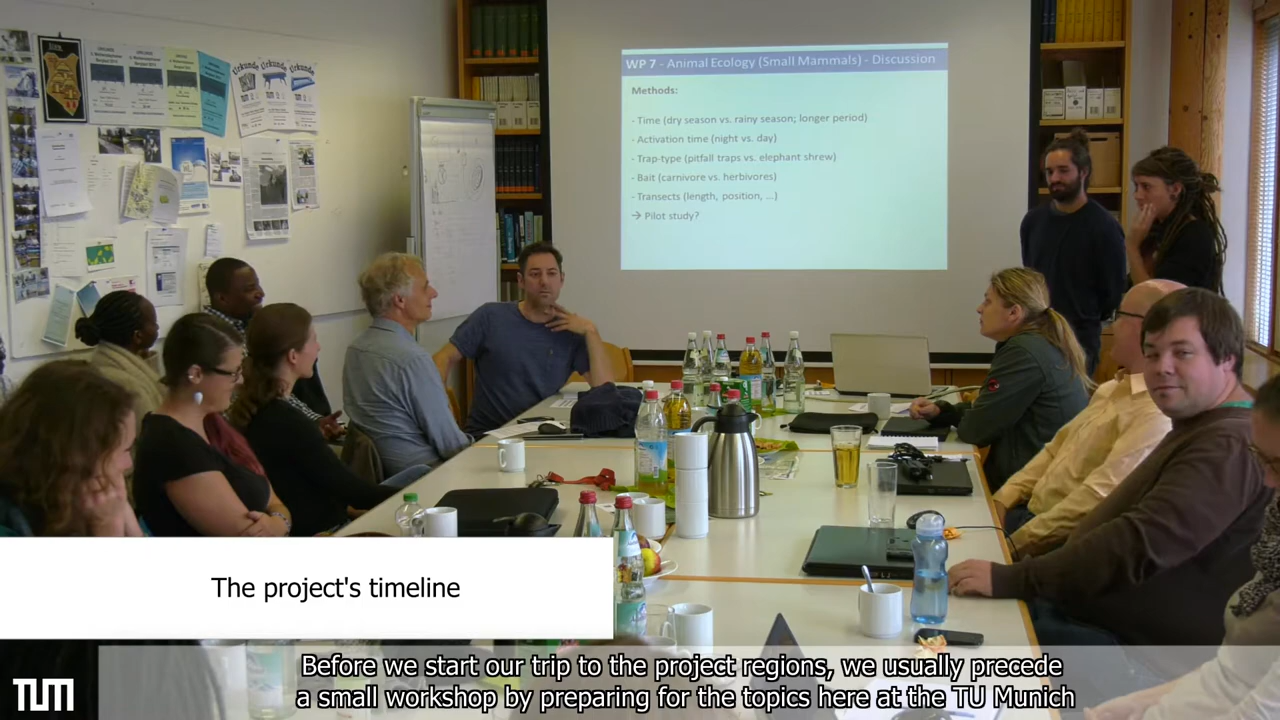 Urkunde
Urkunde
Urkunde
WP 7 - Animal Ecology (Small Mammals) - Discussion
Methods:
- Time (dry season vs. rainy season; longer period)
- Activation time (night vs. day)
- Trap-type (pitfall traps vs. elephant shrew)
- Bait (carnivore vs. herbivores)
- Transects (length, position, ...)
→ Pilot study?
The project's timeline
Before we start our trip to the project regions, we usually precede
a small workshop by preparing for the topics here at the TU Munich
TUM